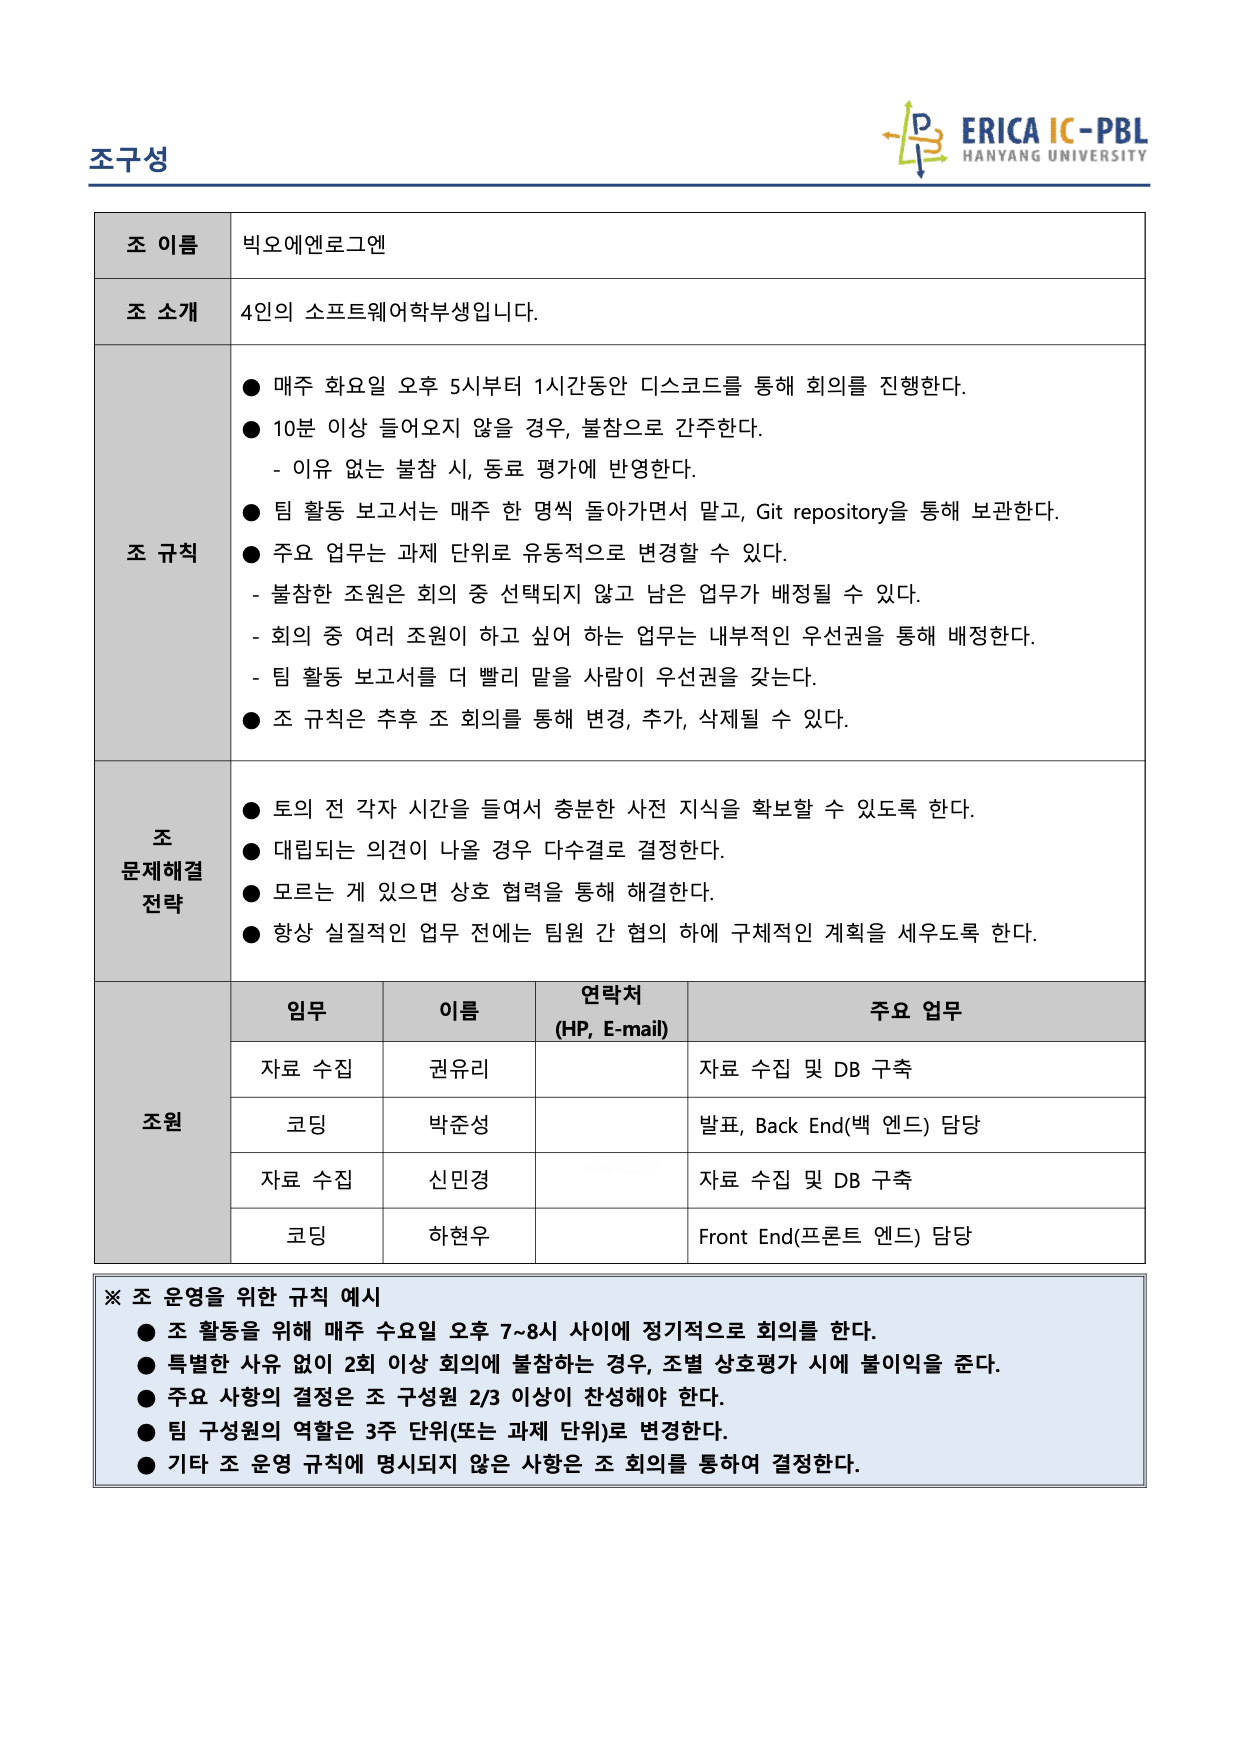 조구성
ERICA IC-PBL
HANYANG UNIVERSITY
조 이름
빅오에엔로그엔
조 소개
4인의 소프트웨어학부생입니다.
조 규칙
● 매주 화요일 오후 5시부터 1시간동안 디스코드를 통해 회의를 진행한다.
● 10분 이상 들어오지 않을 경우, 불참으로 간주한다.
- 이유 없는 불참 시, 동료 평가에 반영한다.
● 팀 활동 보고서는 매주 한 명씩 돌아가면서 맡고, Git repository을 통해 보관한다.
● 주요 업무는 과제 단위로 유동적으로 변경할 수 있다.
- 불참한 조원은 회의 중 선택되지 않고 남은 업무가 배정될 수 있다.
- 회의 중 여러 조원이 하고 싶어 하는 업무는 내부적인 우선권을 통해 배정한다.
- 팀 활동 보고서를 더 빨리 맡을 사람이 우선권을 갖는다.
● 조 규칙은 추후 조 회의를 통해 변경, 추가, 삭제될 수 있다.
조
문제해결
전략
● 토의 전 각자 시간을 들여서 충분한 사전 지식을 확보할 수 있도록 한다.
● 대립되는 의견이 나올 경우 다수결로 결정한다.
● 모르는 게 있으면 상호 협력을 통해 해결한다.
● 항상 실질적인 업무 전에는 팀원 간 협의 하에 구체적인 계획을 세우도록 한다.
조원
임무 이름 연락처 주요 업무
(HP, E-mail)
자료 수집 권유리 자료 수집 및 DB 구축
코딩 박준성 발표, Back End(백 엔드) 담당
자료 수집 신민경 자료 수집 및 DB 구축
코딩 하현우 Front End(프론트 엔드) 담당
※ 조 운영을 위한 규칙 예시
● 조 활동을 위해 매주 수요일 오후 7~8시 사이에 정기적으로 회의를 한다.
● 특별한 사유 없이 2회 이상 회의에 불참하는 경우, 조별 상호평가 시에 불이익을 준다.
● 주요 사항의 결정은 조 구성원 2/3 이상이 찬성해야 한다.
● 팀 구성원의 역할은 3주 단위(또는 과제 단위)로 변경한다.
● 기타 조 운영 규칙에 명시되지 않은 사항은 조 회의를 통하여 결정한다.